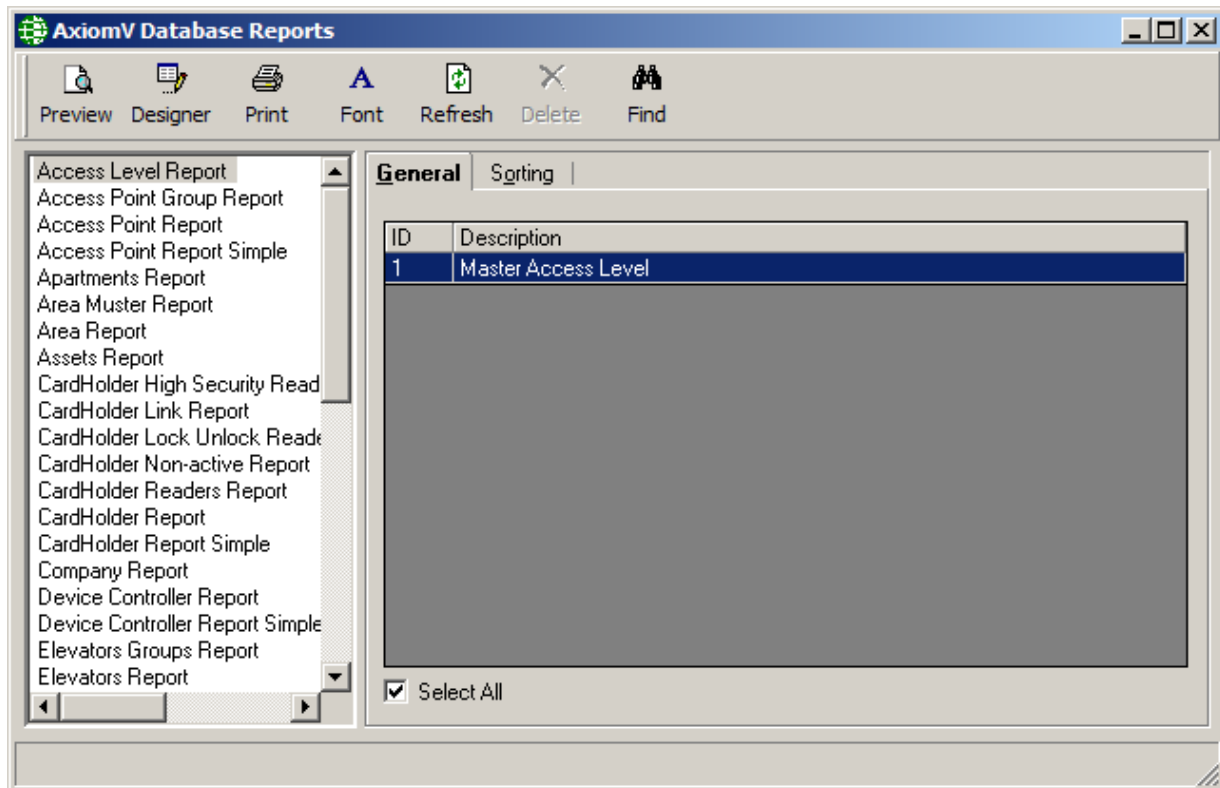 AxiomV Database Reports
Preview Designer Print Font Refresh Delete Find
Access Level Report
Access Point Group Report
Access Point Report
Access Point Report Simple
Apartments Report
Area Muster Report
Area Report
Assets Report
CardHolder High Security Read
CardHolder Link Report
CardHolder Lock Unlock Reade
CardHolder Non-active Report
CardHolder Readers Report
CardHolder Report
CardHolder Report Simple
Company Report
Device Controller Report
Device Controller Report Simple
Elevators Groups Report
Elevators Report
General Sorting
ID Description
1 Master Access Level
Select All